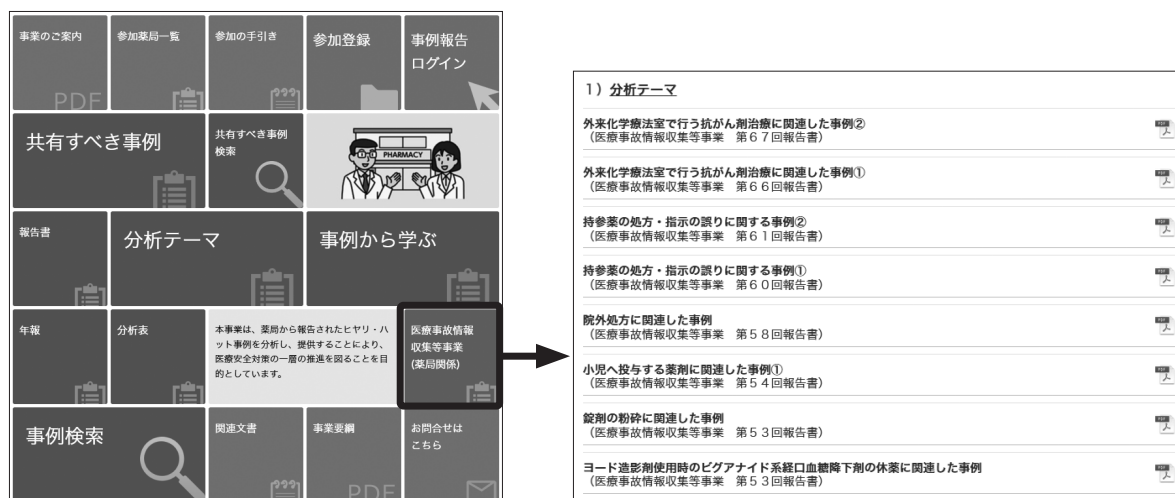 事業のご案内
PDF
参加薬局一覧
参加の手引き
参加登録
事例報告
ログイン
共有すべき事例
共有すべき事例
検索
PHARMACY
報告書
分析テーマ
事例から学ぶ
年報
分析表
本事業は、薬局から報告されたヒヤリ・ハ
ット事例を分析し、提供することにより、
医療安全対策の一層の推進を図ることを目
的としています。
医療事故情報
収集等事業
(薬局関係)
事例検索
関連文書
事業要綱
PDF
お問合せは
こちら
1）分析テーマ
外来化学療法室で行う抗がん剤治療に関連した事例②
（医療事故情報収集等事業　第６７回報告書）
外来化学療法室で行う抗がん剤治療に関連した事例①
（医療事故情報収集等事業　第６６回報告書）
持参薬の処方・指示の誤りに関する事例②
（医療事故情報収集等事業　第６１回報告書）
持参薬の処方・指示の誤りに関する事例①
（医療事故情報収集等事業　第６０回報告書）
院外処方に関連した事例
（医療事故情報収集等事業　第５８回報告書）
小児へ投与する薬剤に関連した事例①
（医療事故情報収集等事業　第５４回報告書）
錠剤の粉砕に関連した事例
（医療事故情報収集等事業　第５３回報告書）
ヨード造影剤使用時のビグアナイド系経口血糖降下剤の休薬に関連した事例
（医療事故情報収集等事業　第５３回報告書）